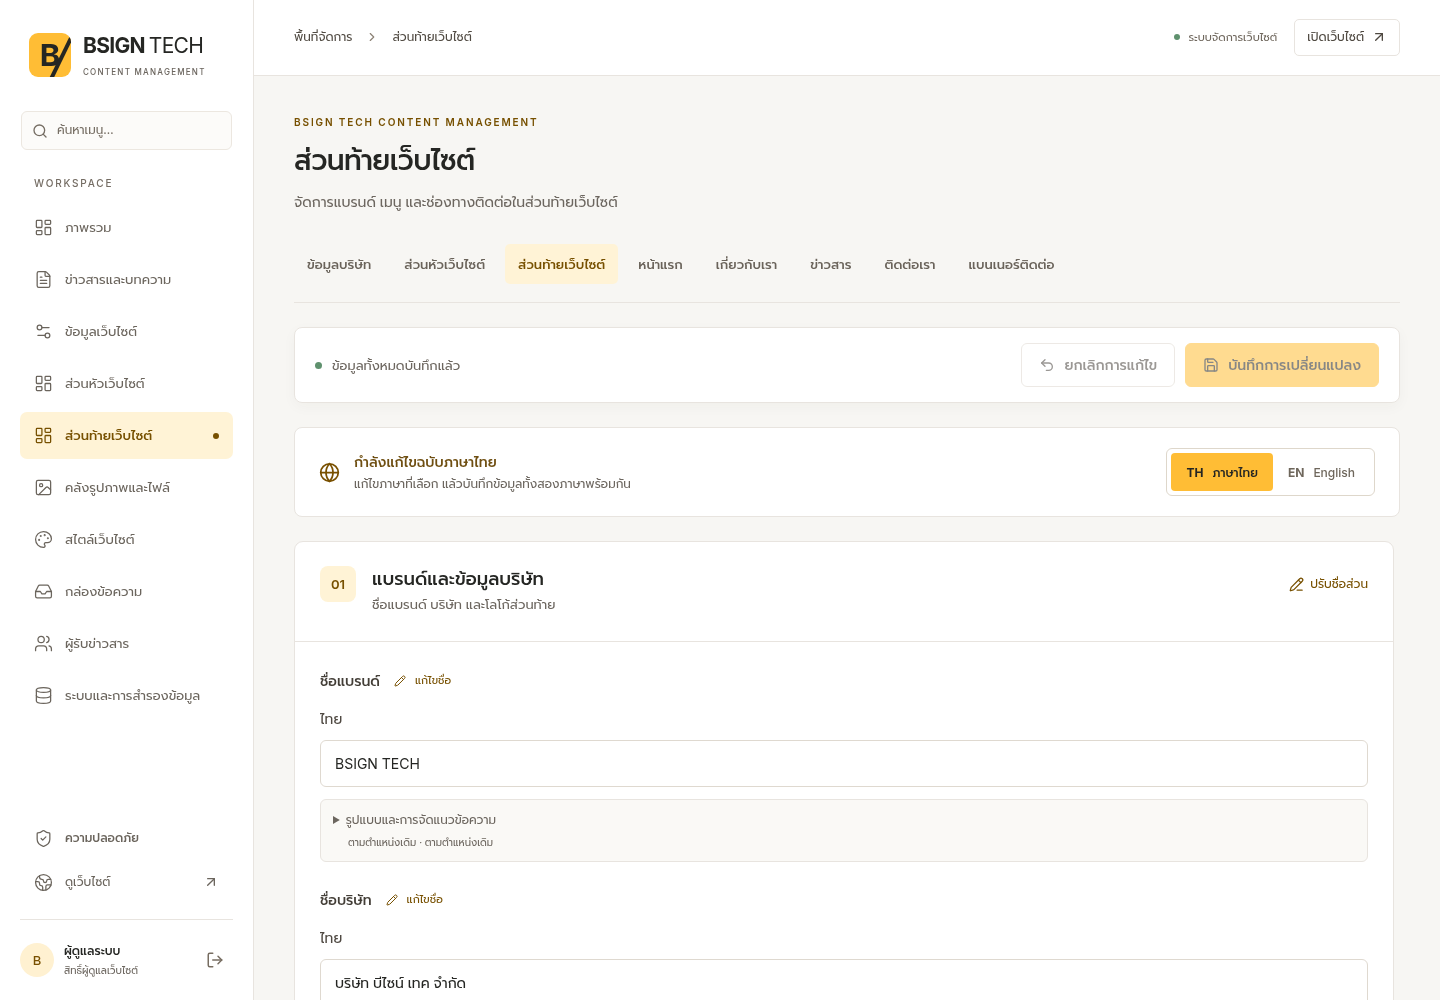 BSIGN TECH
CONTENT MANAGEMENT
ค้นหาเมนู...
WORKSPACE
ภาพรวม
ข่าวสารและบทความ
ข้อมูลเว็บไซต์
ส่วนหัวเว็บไซต์
ส่วนท้ายเว็บไซต์
คลังรูปภาพและไฟล์
สไตล์เว็บไซต์
กล่องข้อความ
ผู้รับข่าวสาร
ระบบและการสำรองข้อมูล
ความปลอดภัย
ดูเว็บไซต์
B
ผู้ดูแลระบบ
สิทธิ์ผู้ดูแลเว็บไซต์
พื้นที่จัดการ
ส่วนท้ายเว็บไซต์
ระบบจัดการเว็บไซต์
เปิดเว็บไซต์
BSIGN TECH CONTENT MANAGEMENT
ส่วนท้ายเว็บไซต์
จัดการแบรนด์ เมนู และช่องทางติดต่อในส่วนท้ายเว็บไซต์
ข้อมูลบริษัท ส่วนหัวเว็บไซต์ ส่วนท้ายเว็บไซต์ หน้าแรก เกี่ยวกับเรา ข่าวสาร ติดต่อเรา แบนเนอร์ติดต่อ
ข้อมูลทั้งหมดบันทึกแล้ว
ยกเลิกการแก้ไข
บันทึกการเปลี่ยนแปลง
กำลังแก้ไขฉบับภาษาไทย
แก้ไขภาษาที่เลือก แล้วบันทึกข้อมูลทั้งสองภาษาพร้อมกัน
TH ภาษาไทย
EN English
01
แบรนด์และข้อมูลบริษัท
ชื่อแบรนด์ บริษัท และโลโก้ส่วนท้าย
ปรับชื่อส่วน
ชื่อแบรนด์ แก้ไขชื่อ
ไทย
BSIGN TECH
รูปแบบและการจัดแนวข้อความ
ตามตำแหน่งเดิม · ตามตำแหน่งเดิม
ชื่อบริษัท แก้ไขชื่อ
ไทย
บริษัท บีไซน์ เทค จำกัด